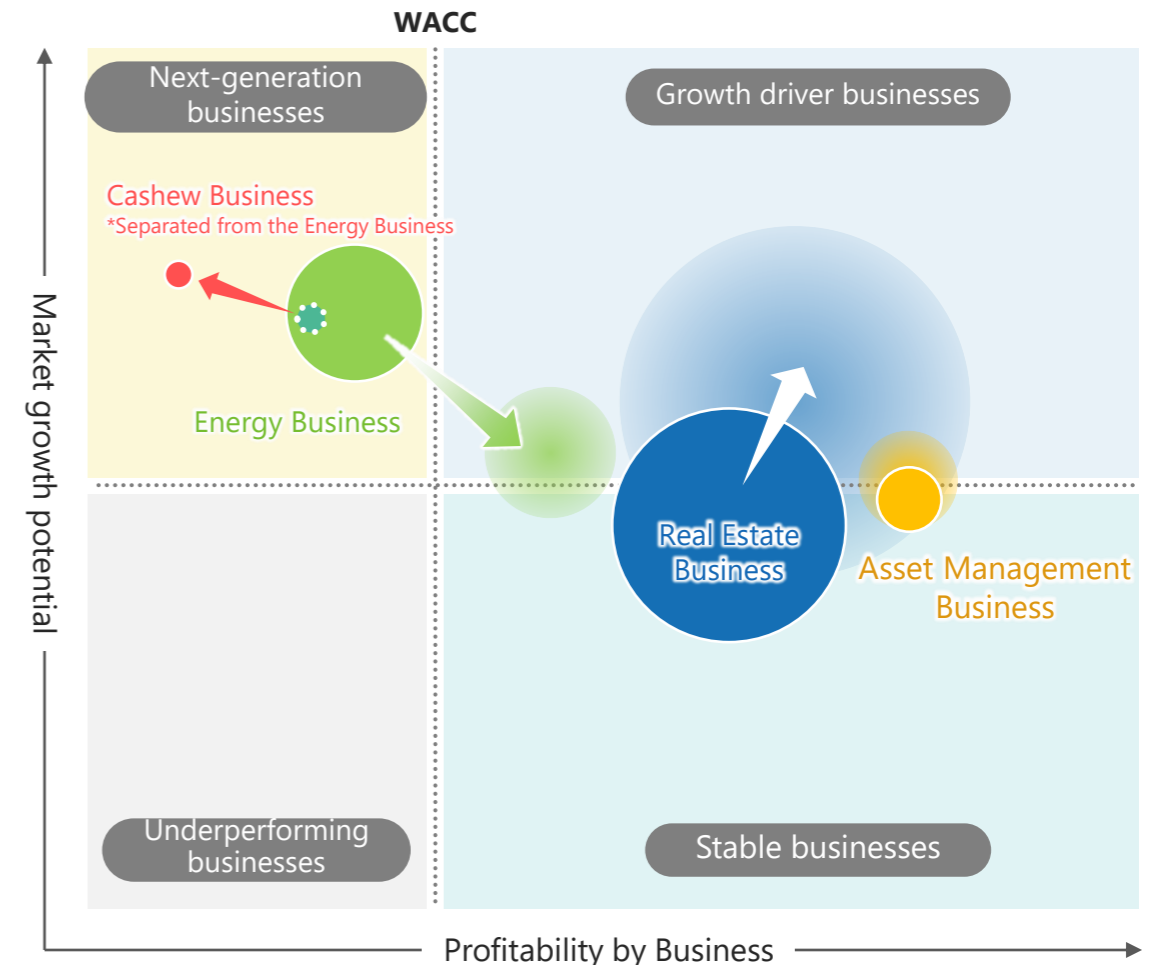 WACC
Next-generation
businesses
Growth driver businesses
Cashew Business
*Separated from the Energy Business
Energy Business
Market growth potential
Real Estate
Business
Asset Management
Business
Underperforming
businesses
Stable businesses
Profitability by Business